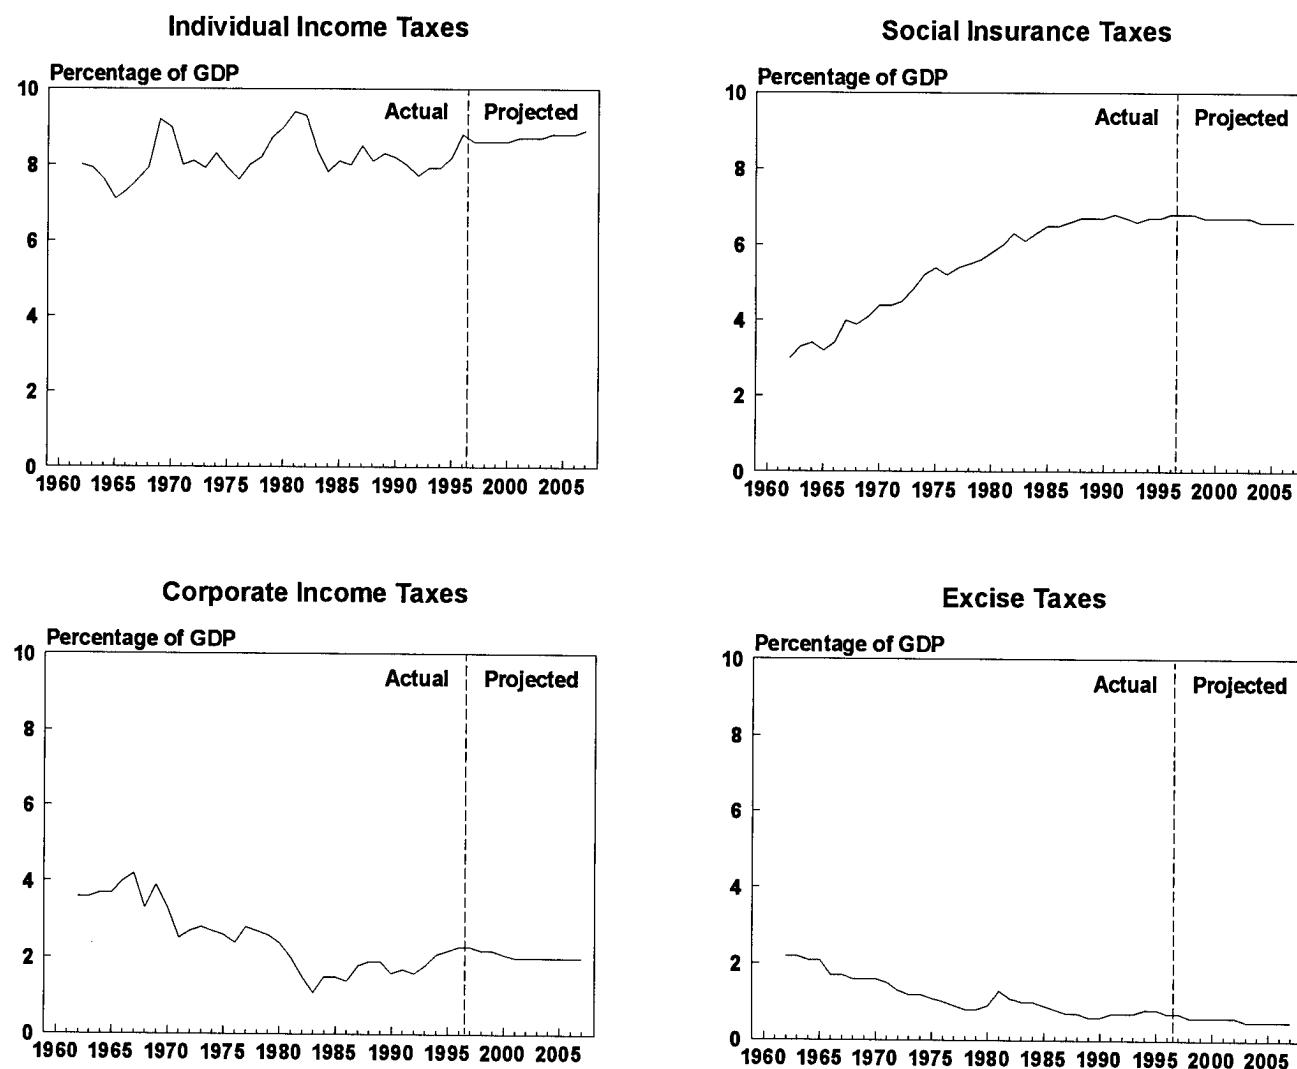 Individual Income Taxes
Percentage of GDP
10
8
6
4
2
0
Actual
Projected
1960 1965 1970 1975 1980 1985 1990 1995 2000 2005
Social Insurance Taxes
Percentage of GDP
10
8
6
4
2
0
Actual
Projected
1960 1965 1970 1975 1980 1985 1990 1995 2000 2005
Corporate Income Taxes
Percentage of GDP
10
8
6
4
2
0
Actual
Projected
1960 1965 1970 1975 1980 1985 1990 1995 2000 2005
Excise Taxes
Percentage of GDP
10
8
6
4
2
0
Actual
Projected
1960 1965 1970 1975 1980 1985 1990 1995 2000 2005